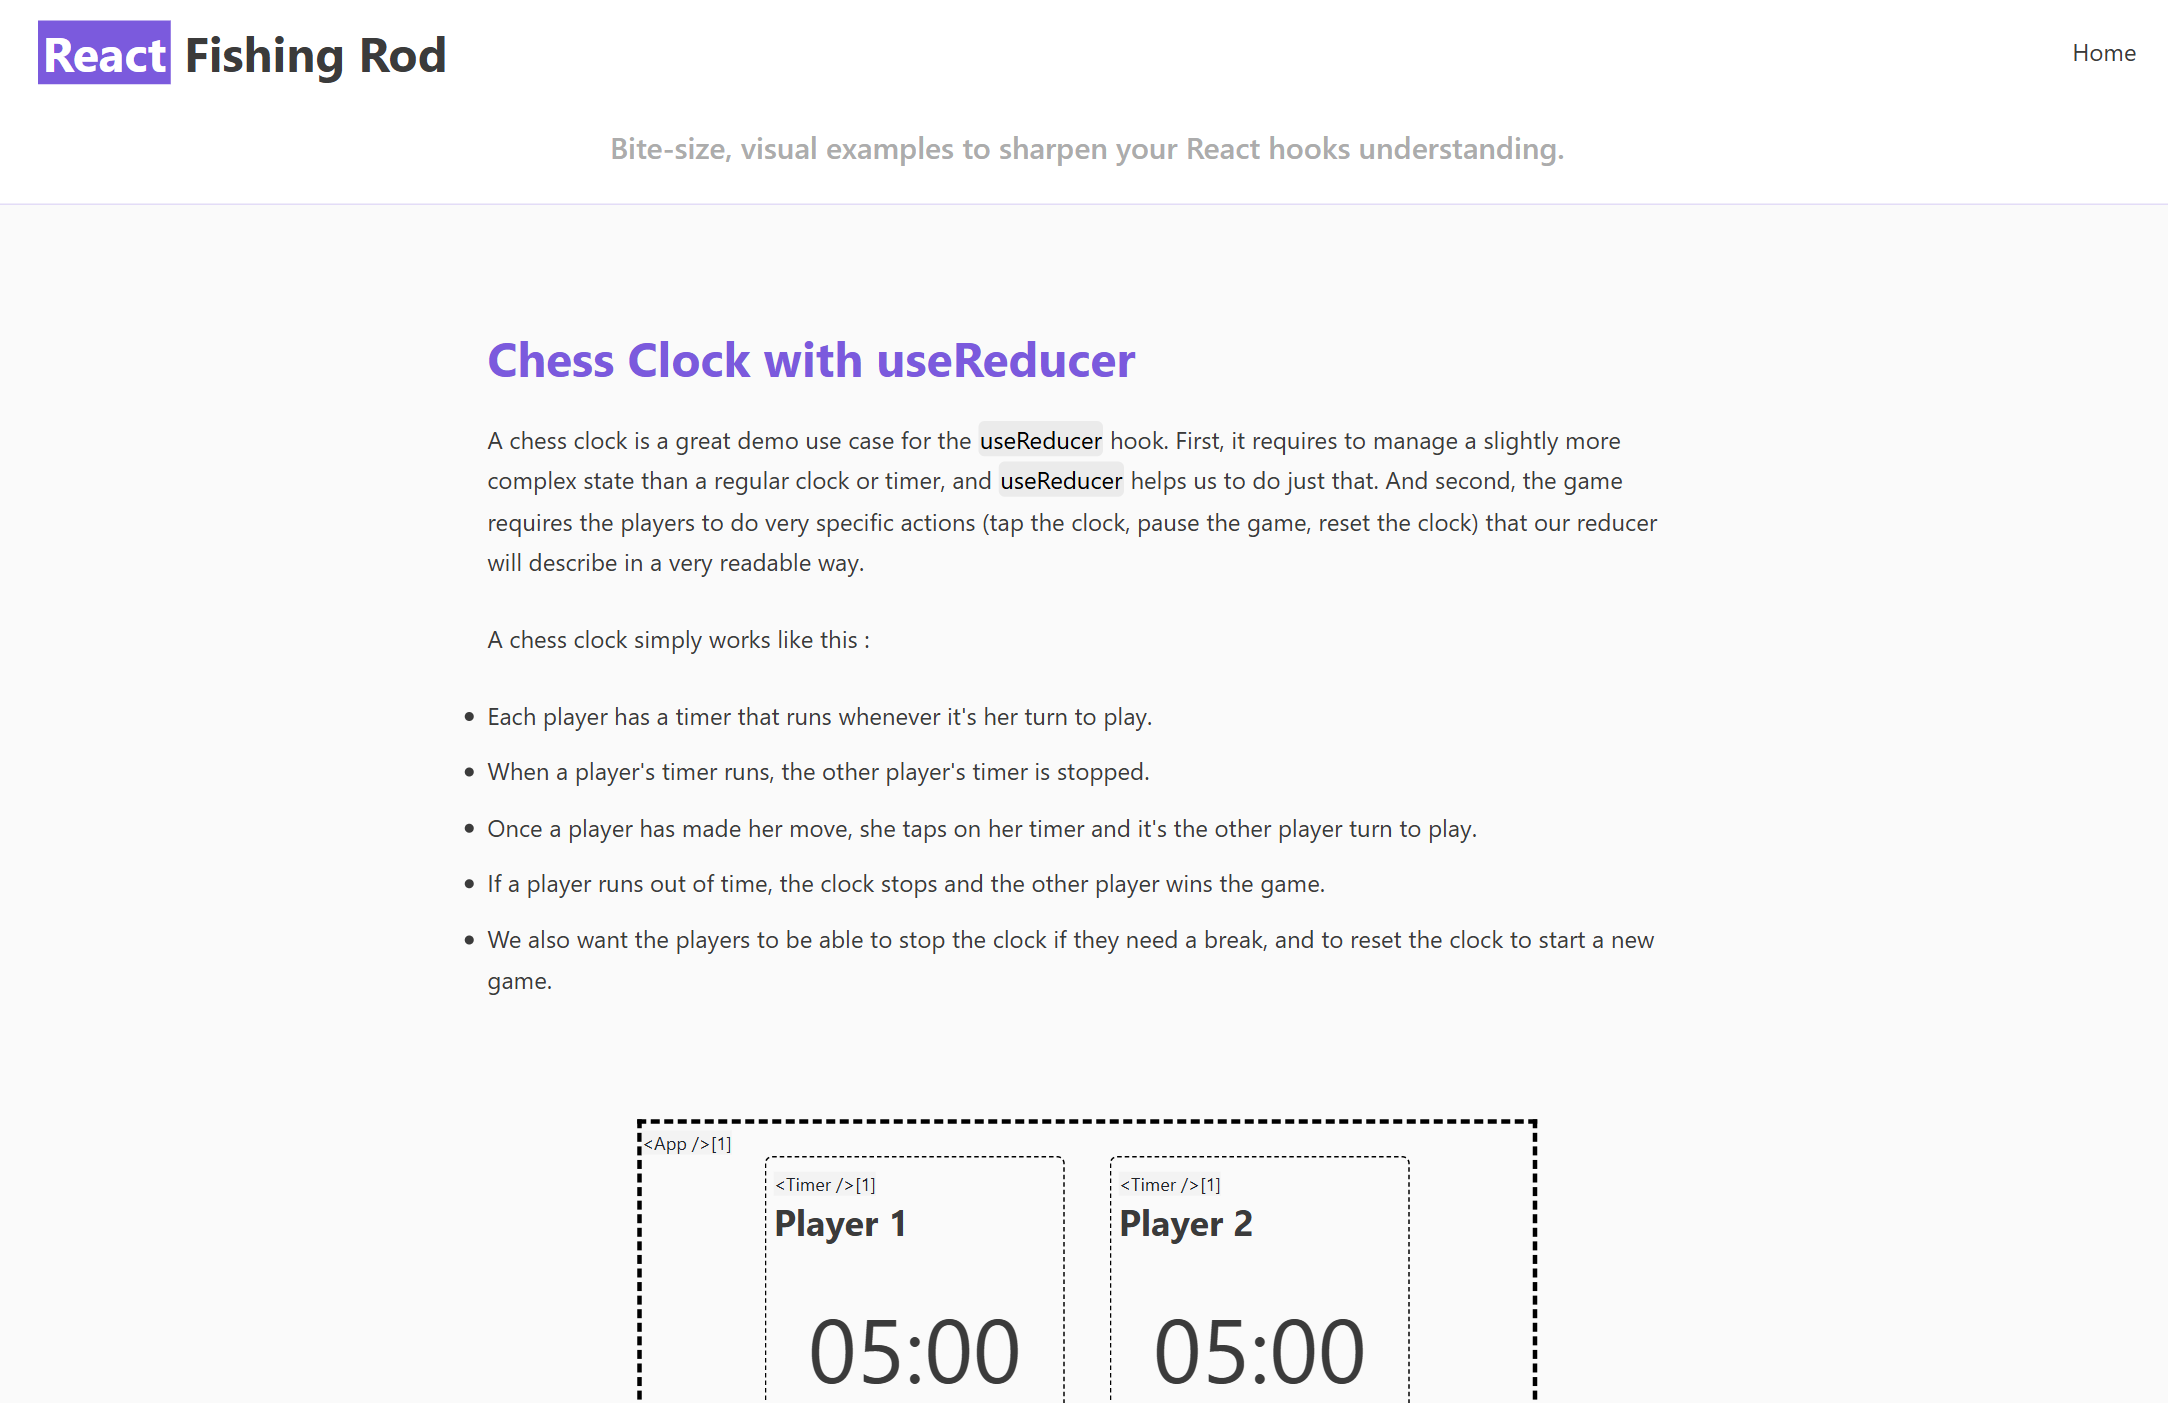 React Fishing Rod
Home
Bite-size, visual examples to sharpen your React hooks understanding.
Chess Clock with useReducer
A chess clock is a great demo use case for the useReducer hook. First, it requires to manage a slightly more
complex state than a regular clock or timer, and useReducer helps us to do just that. And second, the game
requires the players to do very specific actions (tap the clock, pause the game, reset the clock) that our reducer
will describe in a very readable way.
A chess clock simply works like this :
• Each player has a timer that runs whenever it's her turn to play.
• When a player's timer runs, the other player's timer is stopped.
• Once a player has made her move, she taps on her timer and it's the other player turn to play.
• If a player runs out of time, the clock stops and the other player wins the game.
• We also want the players to be able to stop the clock if they need a break, and to reset the clock to start a new
game.
<App />[1]
<Timer />[1]
Player 1
05:00
<Timer />[1]
Player 2
05:00